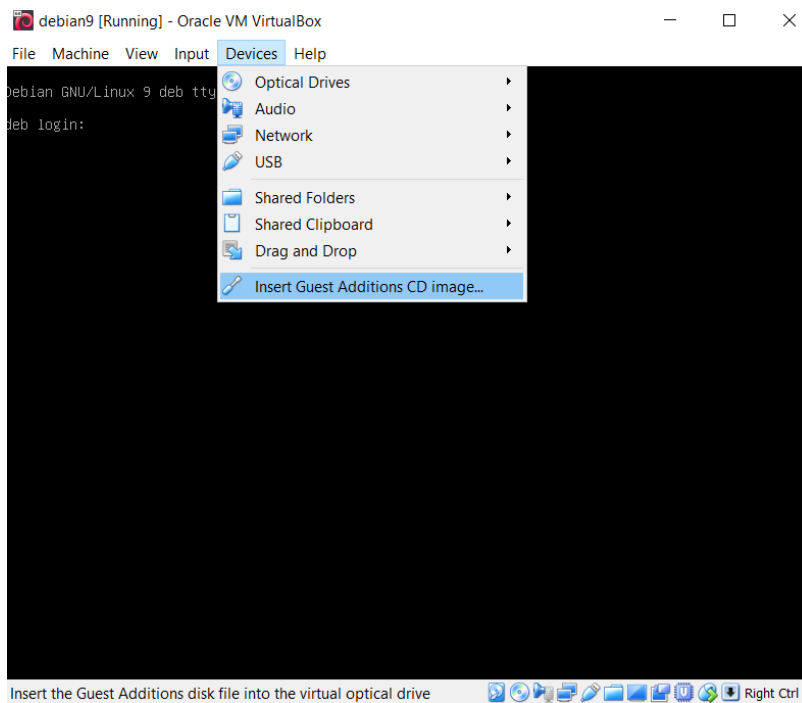 debian9 [Running] - Oracle VM VirtualBox
File Machine View Input Devices Help
Debian GNU/Linux 9 deb tty
deb login:
Optical Drives
Audio
Network
USB
Shared Folders
Shared Clipboard
Drag and Drop
Insert Guest Additions CD image...
Insert the Guest Additions disk file into the virtual optical drive
Right Ctrl